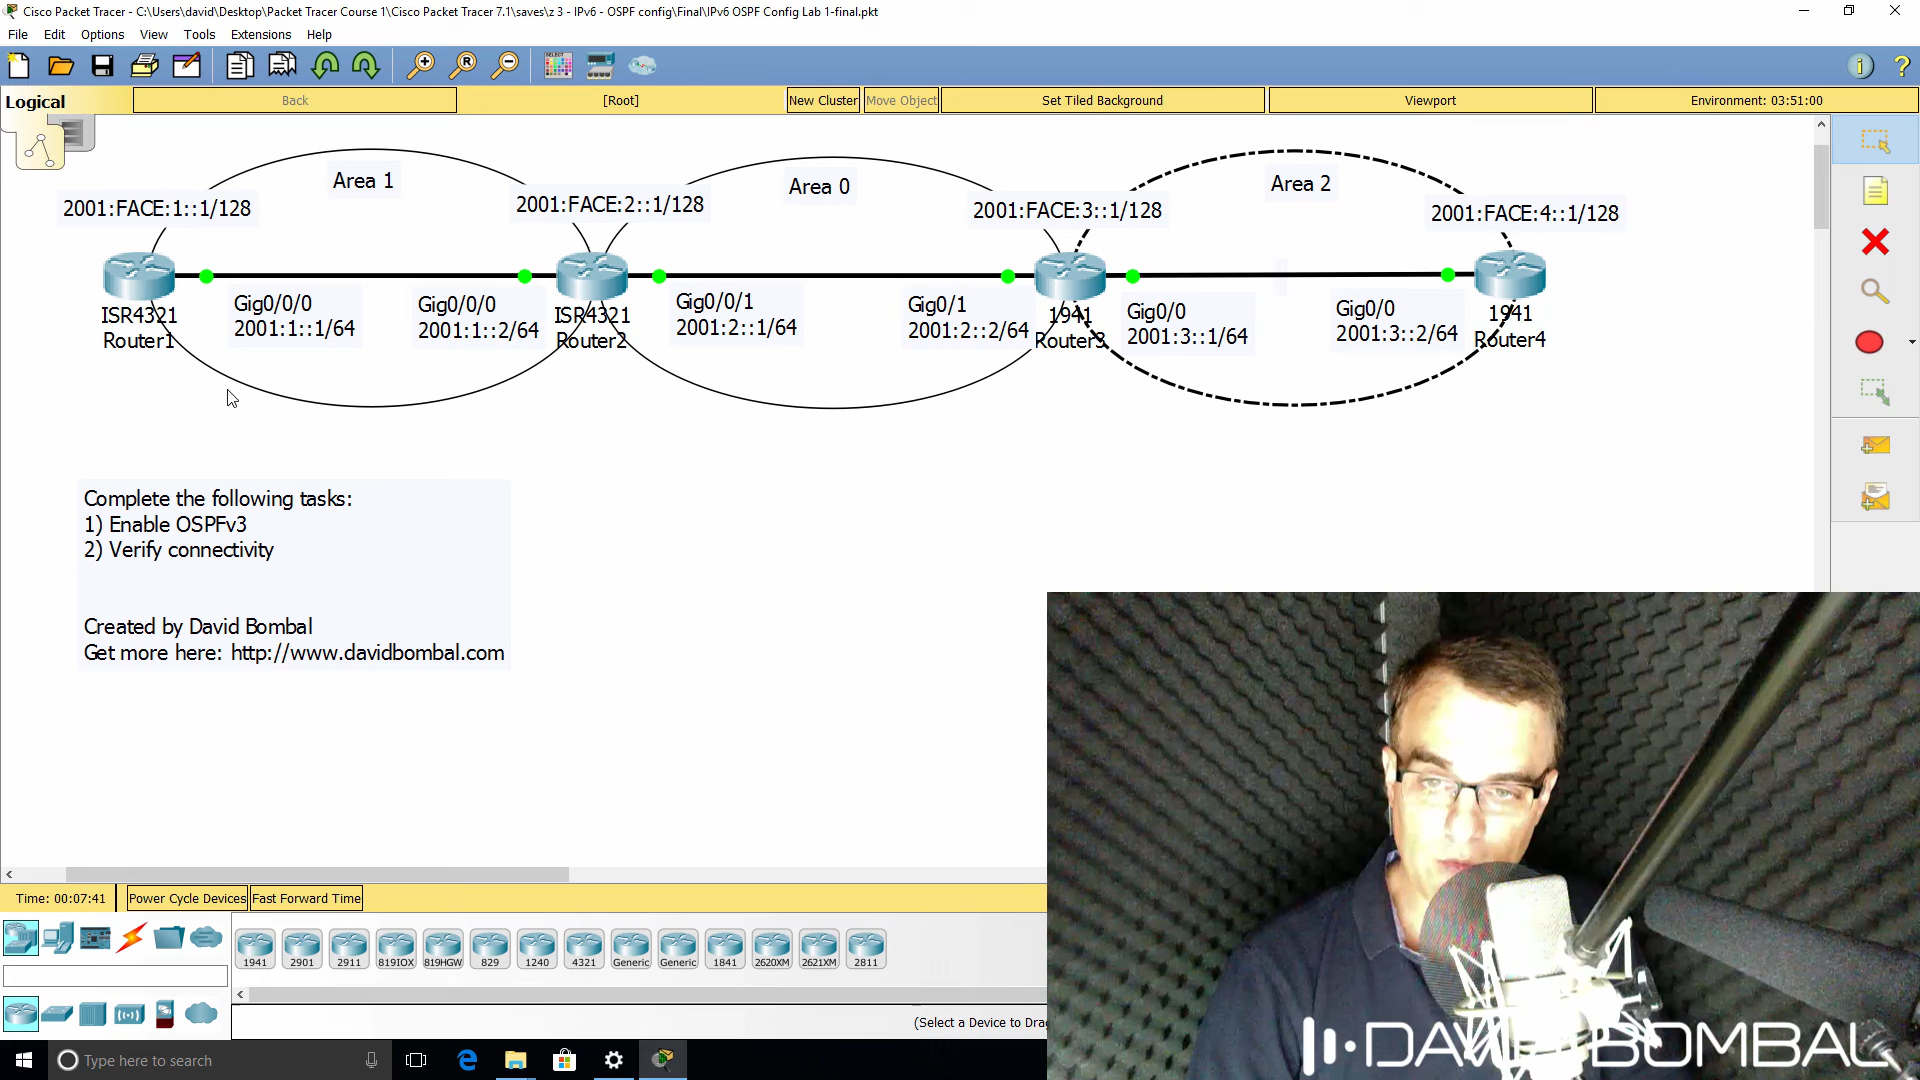 Cisco Packet Tracer - C:\Users\david\Desktop\Packet Tracer Course 1\Cisco Packet Tracer 7.1\saves\z 3 - IPv6 - OSPF config\Final\IPv6 OSPF Config Lab 1-final.pkt
File Edit Options View Tools Extensions Help
Logical Back [Root] New Cluster Move Object Set Tiled Background Viewport Environment: 03:51:00
Area 1
Area 0
Area 2
2001:FACE:1::1/128
2001:FACE:2::1/128
2001:FACE:3::1/128
2001:FACE:4::1/128
ISR4321
Router1
Gig0/0/0
2001:1::1/64
Gig0/0/0
2001:1::2/64
ISR4321
Router2
Gig0/0/1
2001:2::1/64
Gig0/1
2001:2::2/64
1941
Router3
Gig0/0
2001:3::1/64
Gig0/0
2001:3::2/64
1941
Router4
Complete the following tasks:
1) Enable OSPFv3
2) Verify connectivity
Created by David Bombal
Get more here: http://www.davidbombal.com
Time: 00:07:41 Power Cycle Devices Fast Forward Time
1941 2901 2911 819IOX 819HGW 829 1240 4321 Generic Generic 1841 2620XM 2621XM 2811
(Select a Device to Drag
DAVID BOMBAL
Type here to search